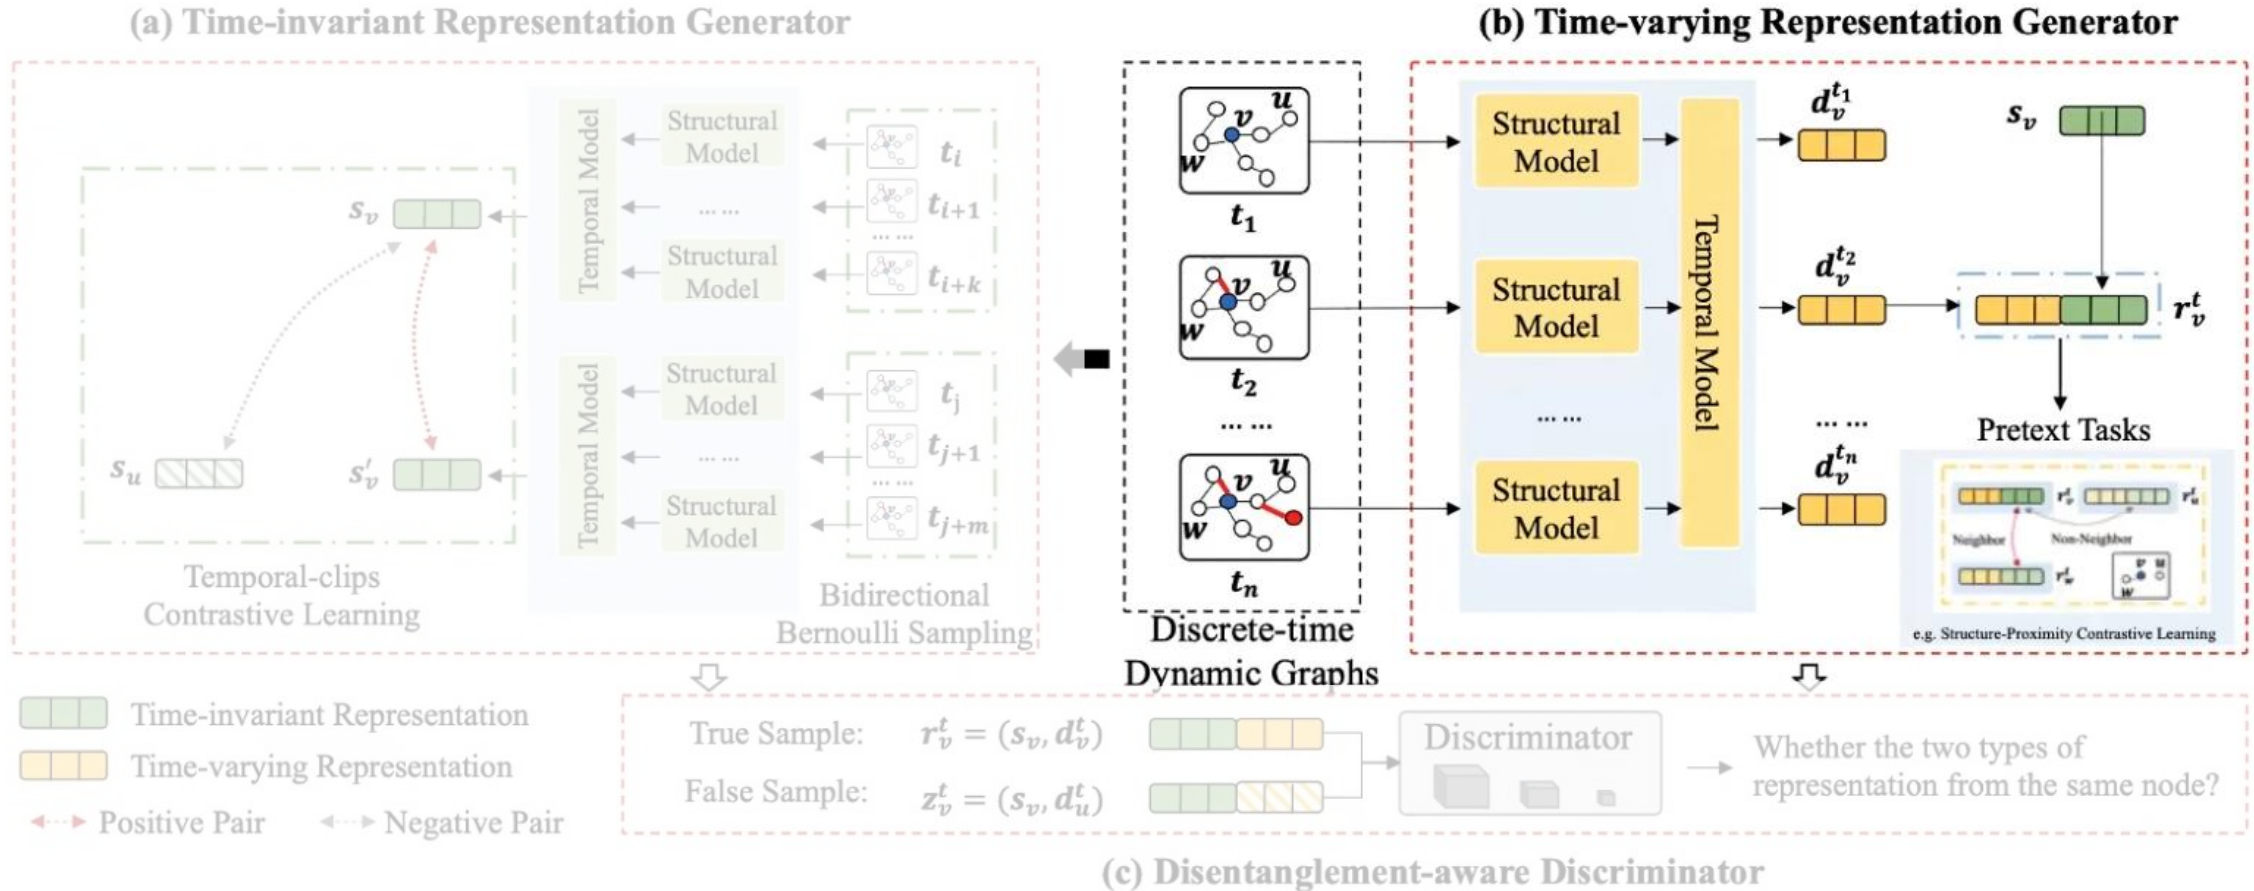 (a) Time-invariant Representation Generator
s_v
s_u
s'_v
Temporal-clips
Contrastive Learning
Temporal Model
Structural
Model
... ...
Structural
Model
Temporal Model
Structural
Model
... ...
Structural
Model
t_i
t_{i+1}
... ...
t_{i+k}
t_j
t_{j+1}
... ...
t_{j+m}
Bidirectional
Bernoulli Sampling
v u
w
t_1
v u
w
t_2
... ...
v u
w
t_n
Discrete-time
Dynamic Graphs
(b) Time-varying Representation Generator
Structural
Model
Structural
Model
... ...
Structural
Model
Temporal Model
d_v^{t_1}
d_v^{t_2}
... ...
d_v^{t_n}
s_v
r_v^t
Pretext Tasks
r_v^t
r_u^t
Neighbor
Non-Neighbor
r_w^t
v u
w
e.g. Structure-Proximity Contrastive Learning
Time-invariant Representation
Time-varying Representation
Positive Pair
Negative Pair
True Sample: r_v^t = (s_v, d_v^t)
False Sample: z_v^t = (s_v, d_u^t)
Discriminator
Whether the two types of
representation from the same node?
(c) Disentanglement-aware Discriminator